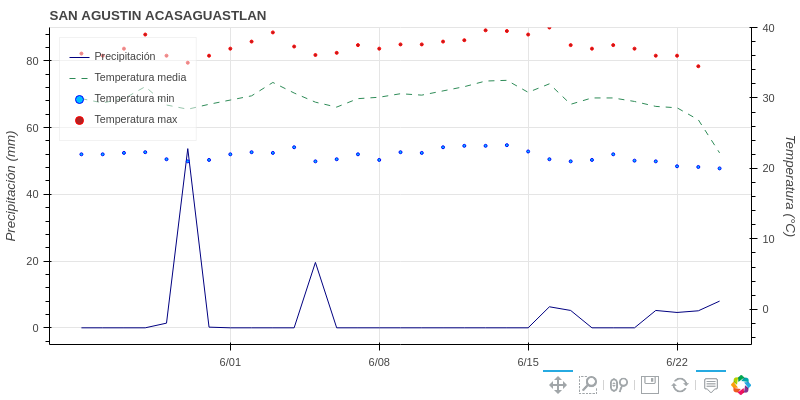 SAN AGUSTIN ACASAGUASTLAN
Precipitación
Temperatura media
Temperatura min
Temperatura max
Precipitación (mm)
80
60
40
20
0
Temperatura (°C)
40
30
20
10
0
6/01
6/08
6/15
6/22